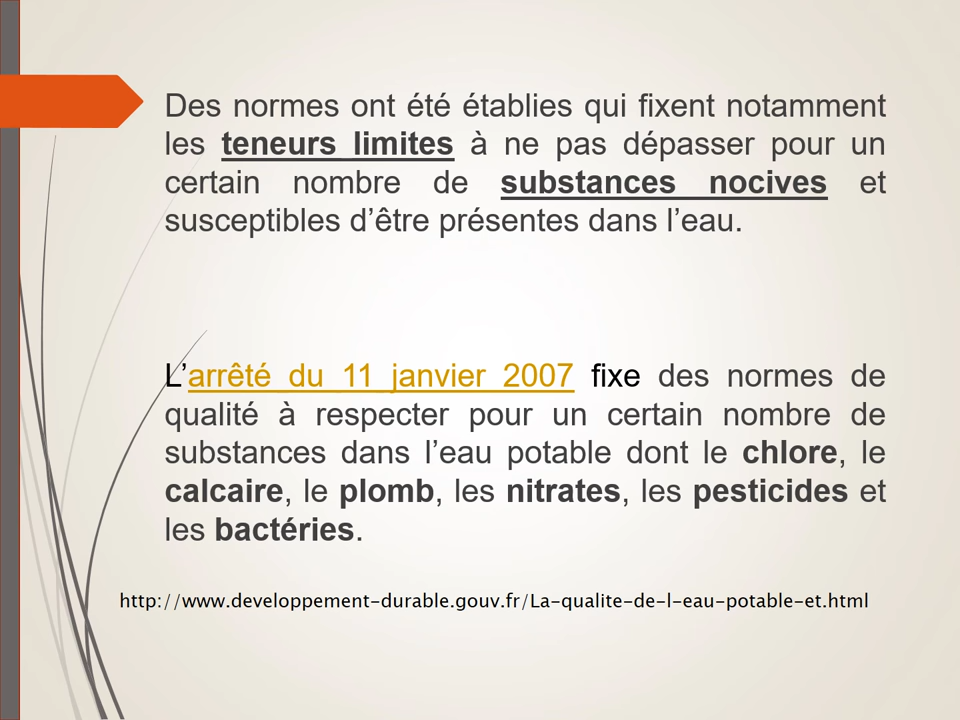 Des normes ont été établies qui fixent notamment
les teneurs limites à ne pas dépasser pour un
certain nombre de substances nocives et
susceptibles d’être présentes dans l’eau.
L’arrêté du 11 janvier 2007 fixe des normes de
qualité à respecter pour un certain nombre de
substances dans l’eau potable dont le chlore, le
calcaire, le plomb, les nitrates, les pesticides et
les bactéries.
http://www.developpement-durable.gouv.fr/La-qualite-de-l-eau-potable-et.html